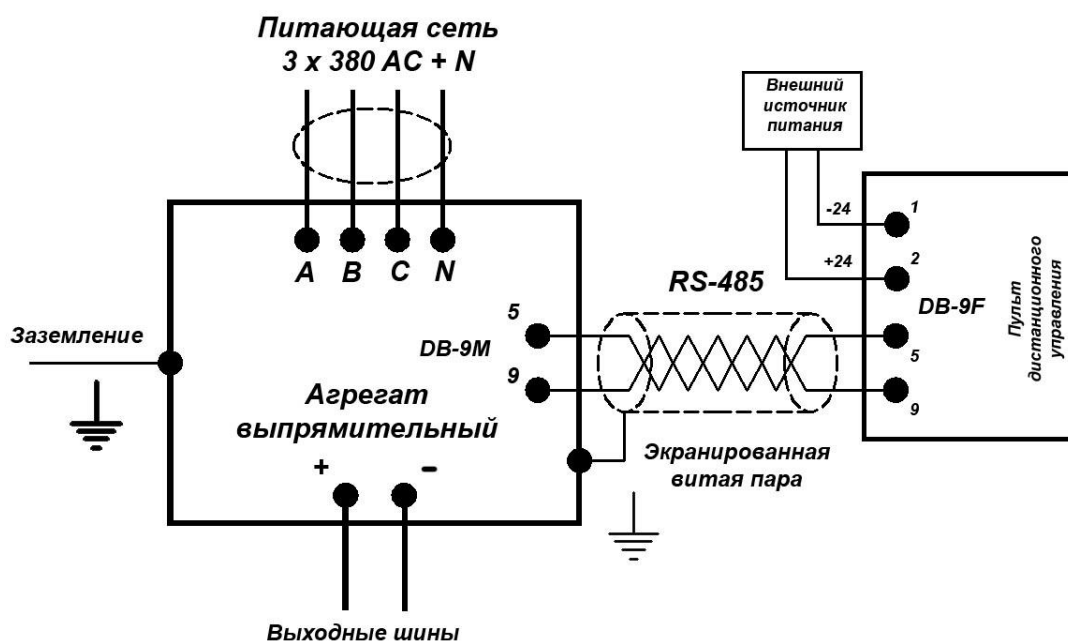 Питающая сеть
3 x 380 AC + N
Внешний
источник
питания
A B C N
-24
1
+24
2
RS-485
DB-9F
Пульт
дистанционного
управления
Заземление
5
DB-9M
9
5
9
Агрегат
выпрямительный
+ -
Экранированная
витая пара
Выходные шины